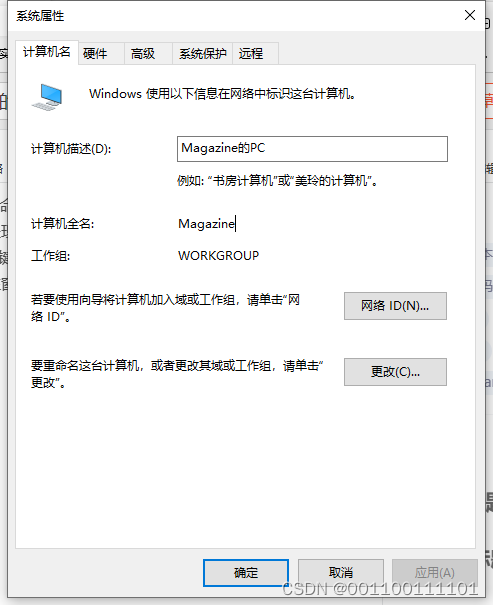 系统属性
计算机名 硬件 高级 系统保护 远程
Windows 使用以下信息在网络中标识这台计算机。
计算机描述(D): Magazine的PC
例如: “书房计算机”或“美玲的计算机”。
计算机全名: Magazine
工作组: WORKGROUP
若要使用向导将计算机加入域或工作组，请单击“网
络 ID”。
网络 ID(N)...
要重命名这台计算机，或者更改其域或工作组，请单击“
更改”。
更改(C)...
确定 取消 应用(A)
CSDN @001100111101